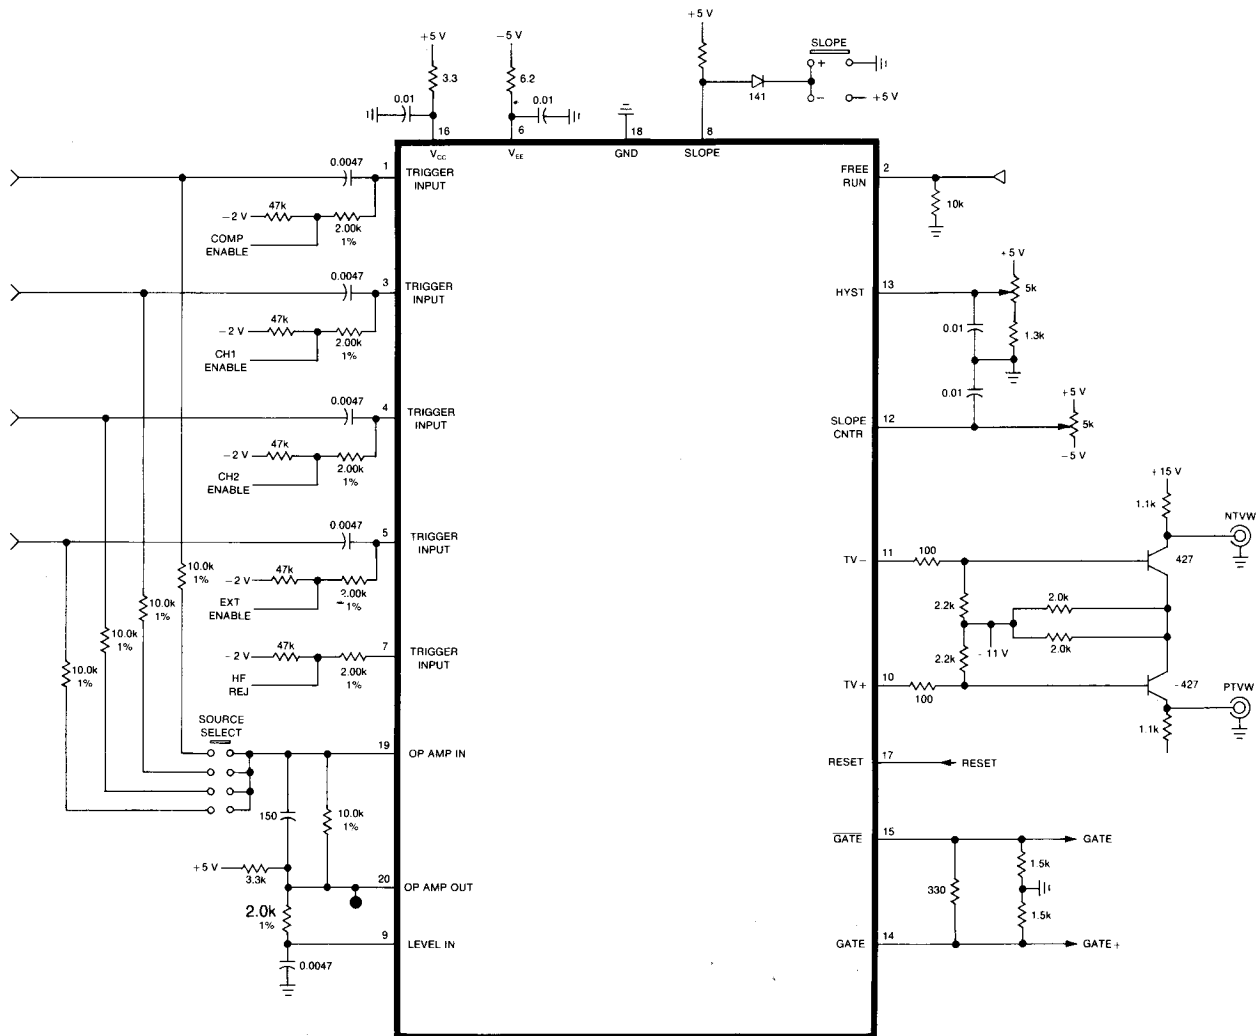 +5 V
-5 V
+5 V
SLOPE
3.3
6.2
+
141
-
+5 V
0.01
0.01
16
6
18
8
VCC
VEE
GND
SLOPE
0.0047
1
TRIGGER
INPUT
FREE
RUN
2
-2 V
47k
2.00k
1%
COMP
ENABLE
10k
0.0047
3
TRIGGER
INPUT
HYST
13
+5 V
5k
-2 V
47k
2.00k
1%
CH1
ENABLE
0.01
1.3k
0.0047
4
TRIGGER
INPUT
0.01
SLOPE
CNTR
12
+5 V
5k
-5 V
-2 V
47k
2.00k
1%
CH2
ENABLE
+15 V
1.1k
NTVW
0.0047
5
TRIGGER
INPUT
TV-
11
100
427
-2 V
47k
2.00k
1%
EXT
ENABLE
10.0k
1%
10.0k
1%
10.0k
1%
10.0k
1%
2.2k
2.0k
-11 V
2.0k
2.2k
-2 V
47k
2.00k
1%
HF
REJ
7
TRIGGER
INPUT
TV+
10
100
-427
PTVW
1.1k
SOURCE
SELECT
19
OP AMP IN
RESET
17
RESET
150
10.0k
1%
+5 V
3.3k
20
OP AMP OUT
GATE
15
GATE
1.5k
330
1.5k
2.0k
1%
9
LEVEL IN
GATE
14
GATE +
0.0047